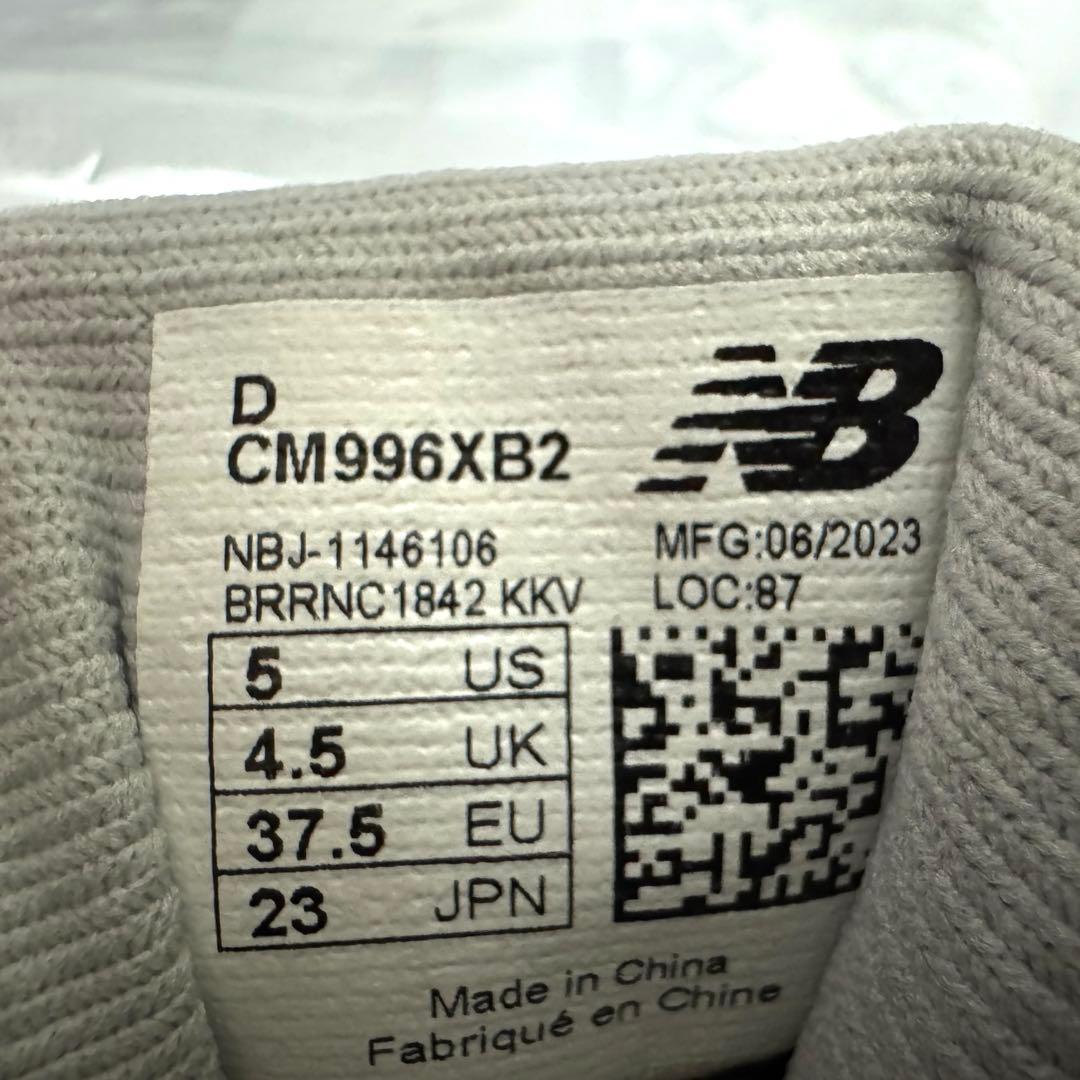 D
CM996XB2
NB
NBJ-1146106
MFG:06/2023
BRRNC1842 KKV
LOC:87
5 US
4.5 UK
37.5 EU
23 JPN
Made in China
Fabriqué en Chine